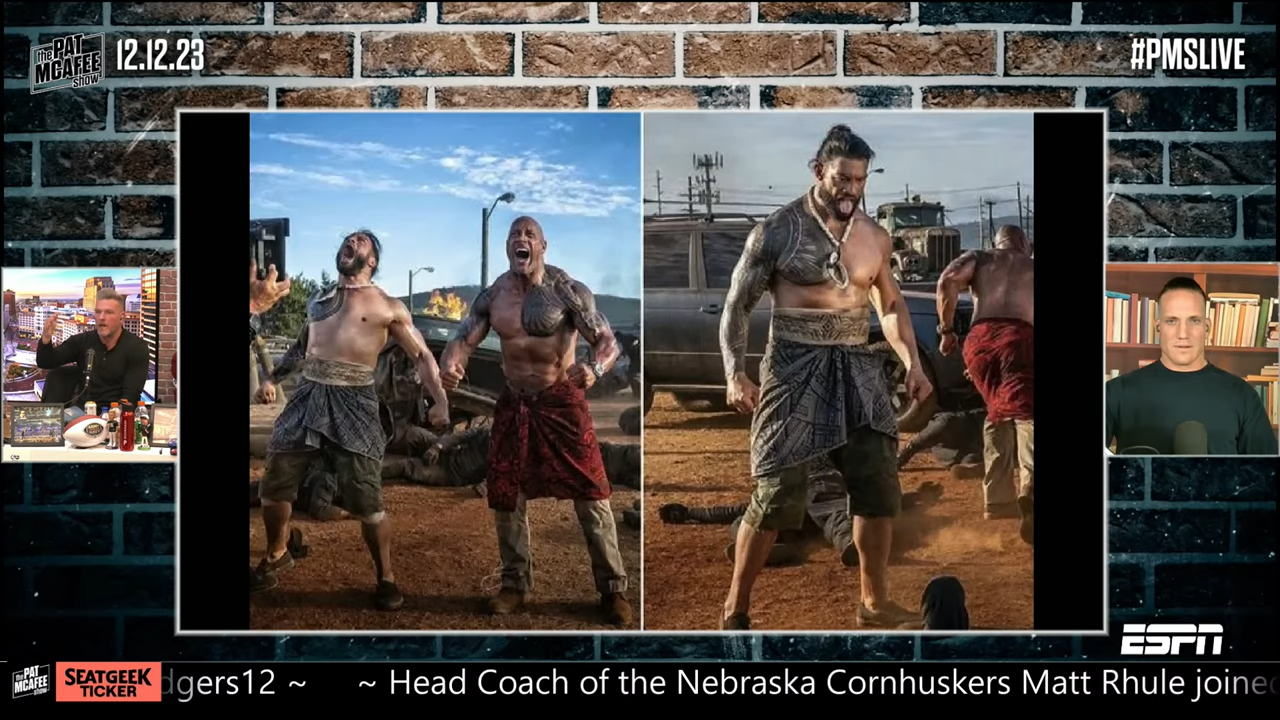 the PAT MCAFEE show
12.12.23
#PMSLIVE
ESPN
the PAT MCAFEE show
SEATGEEK
TICKER
dgers12 ~ ~ Head Coach of the Nebraska Cornhuskers Matt Rhule joined